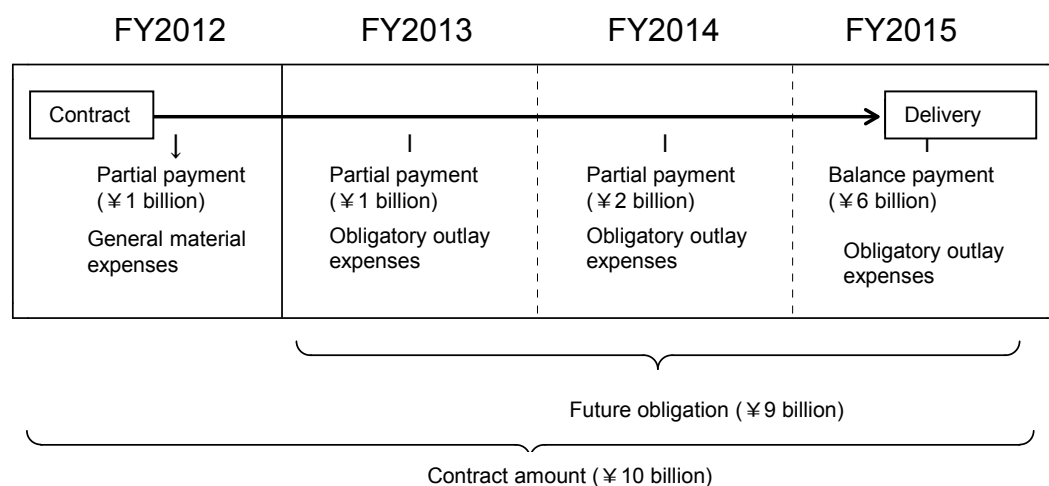 FY2012
FY2013
FY2014
FY2015
Contract
Delivery
Partial payment
(¥1 billion)
General material
expenses
Partial payment
(¥1 billion)
Obligatory outlay
expenses
Partial payment
(¥2 billion)
Obligatory outlay
expenses
Balance payment
(¥6 billion)
Obligatory outlay
expenses
Future obligation (¥9 billion)
Contract amount (¥10 billion)